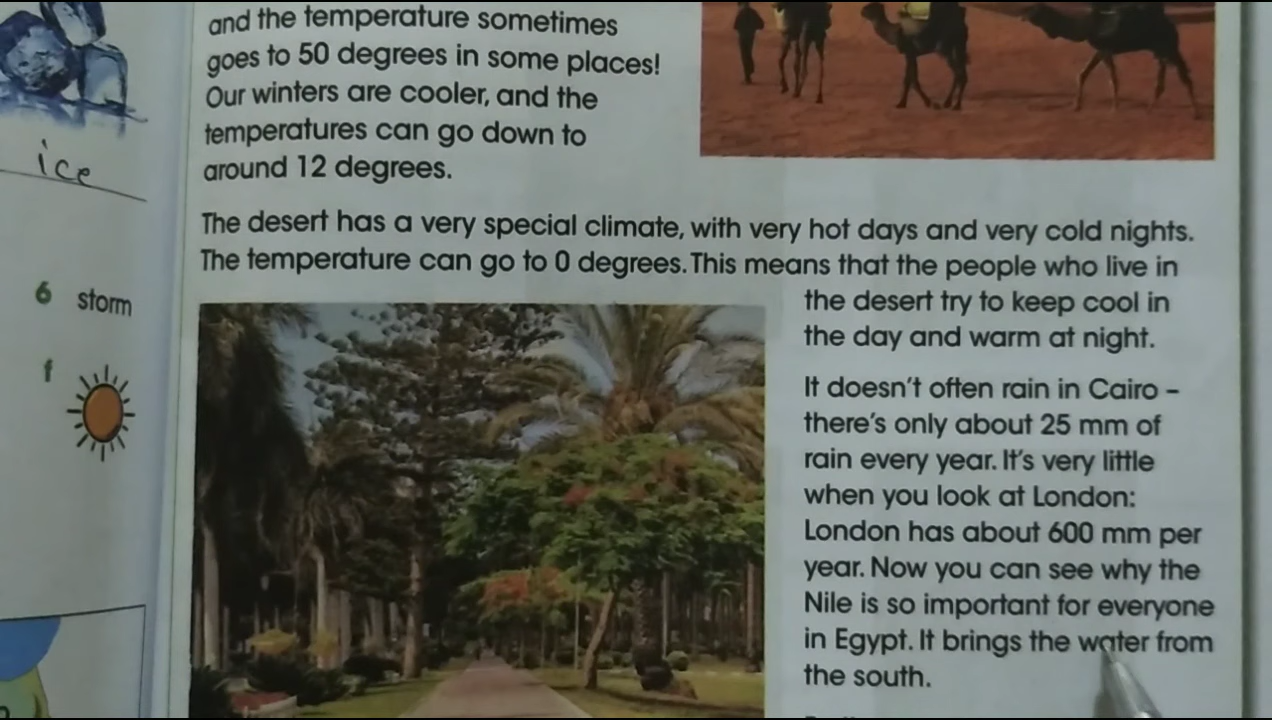 ice
6 storm
f
and the temperature sometimes
goes to 50 degrees in some places!
Our winters are cooler, and the
temperatures can go down to
around 12 degrees.
The desert has a very special climate, with very hot days and very cold nights.
The temperature can go to 0 degrees. This means that the people who live in
the desert try to keep cool in
the day and warm at night.
It doesn't often rain in Cairo –
there's only about 25 mm of
rain every year. It's very little
when you look at London:
London has about 600 mm per
year. Now you can see why the
Nile is so important for everyone
in Egypt. It brings the water from
the south.